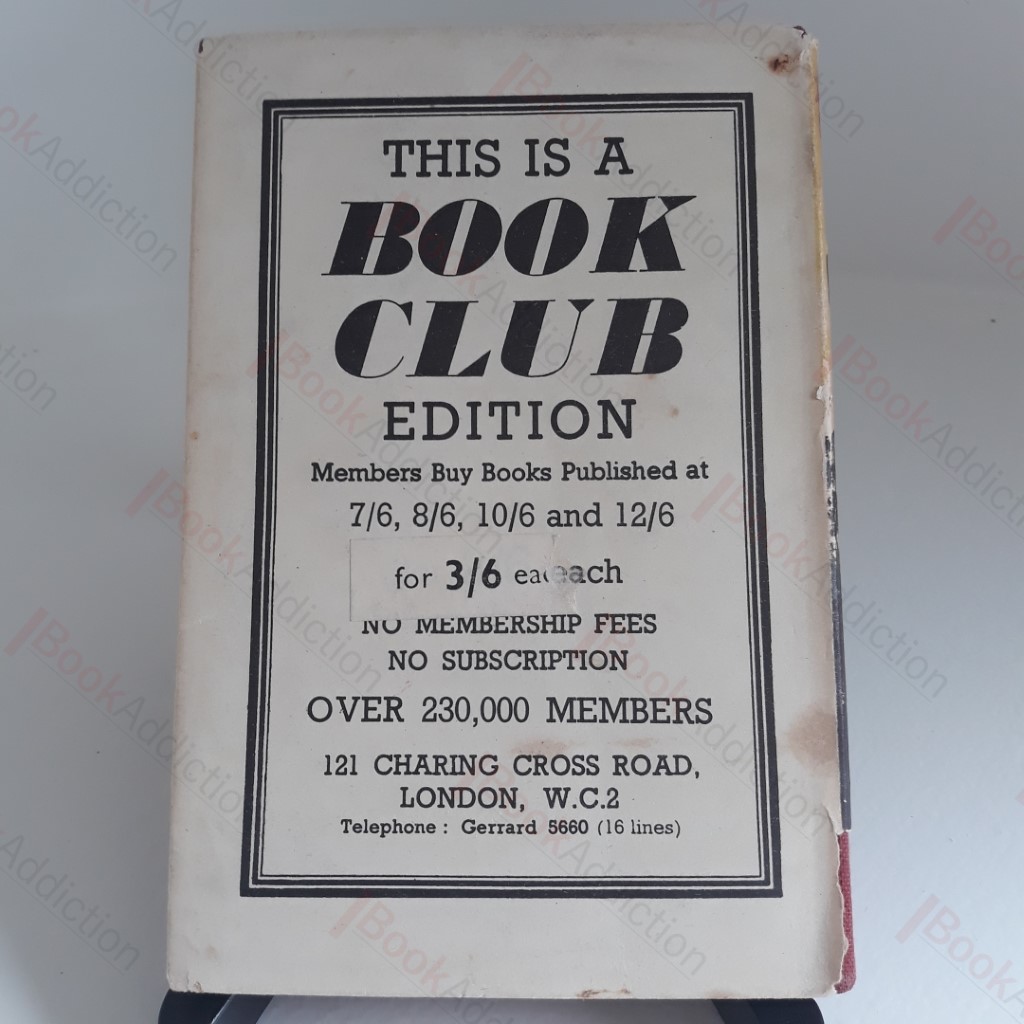 THIS IS A
BOOK
CLUB
EDITION
Members Buy Books Published at
7/6, 8/6, 10/6 and 12/6
for 3/6 each
NO MEMBERSHIP FEES
NO SUBSCRIPTION
OVER 230,000 MEMBERS
121 CHARING CROSS ROAD,
LONDON, W.C.2
Telephone : Gerrard 5660 (16 lines)
BookAddiction